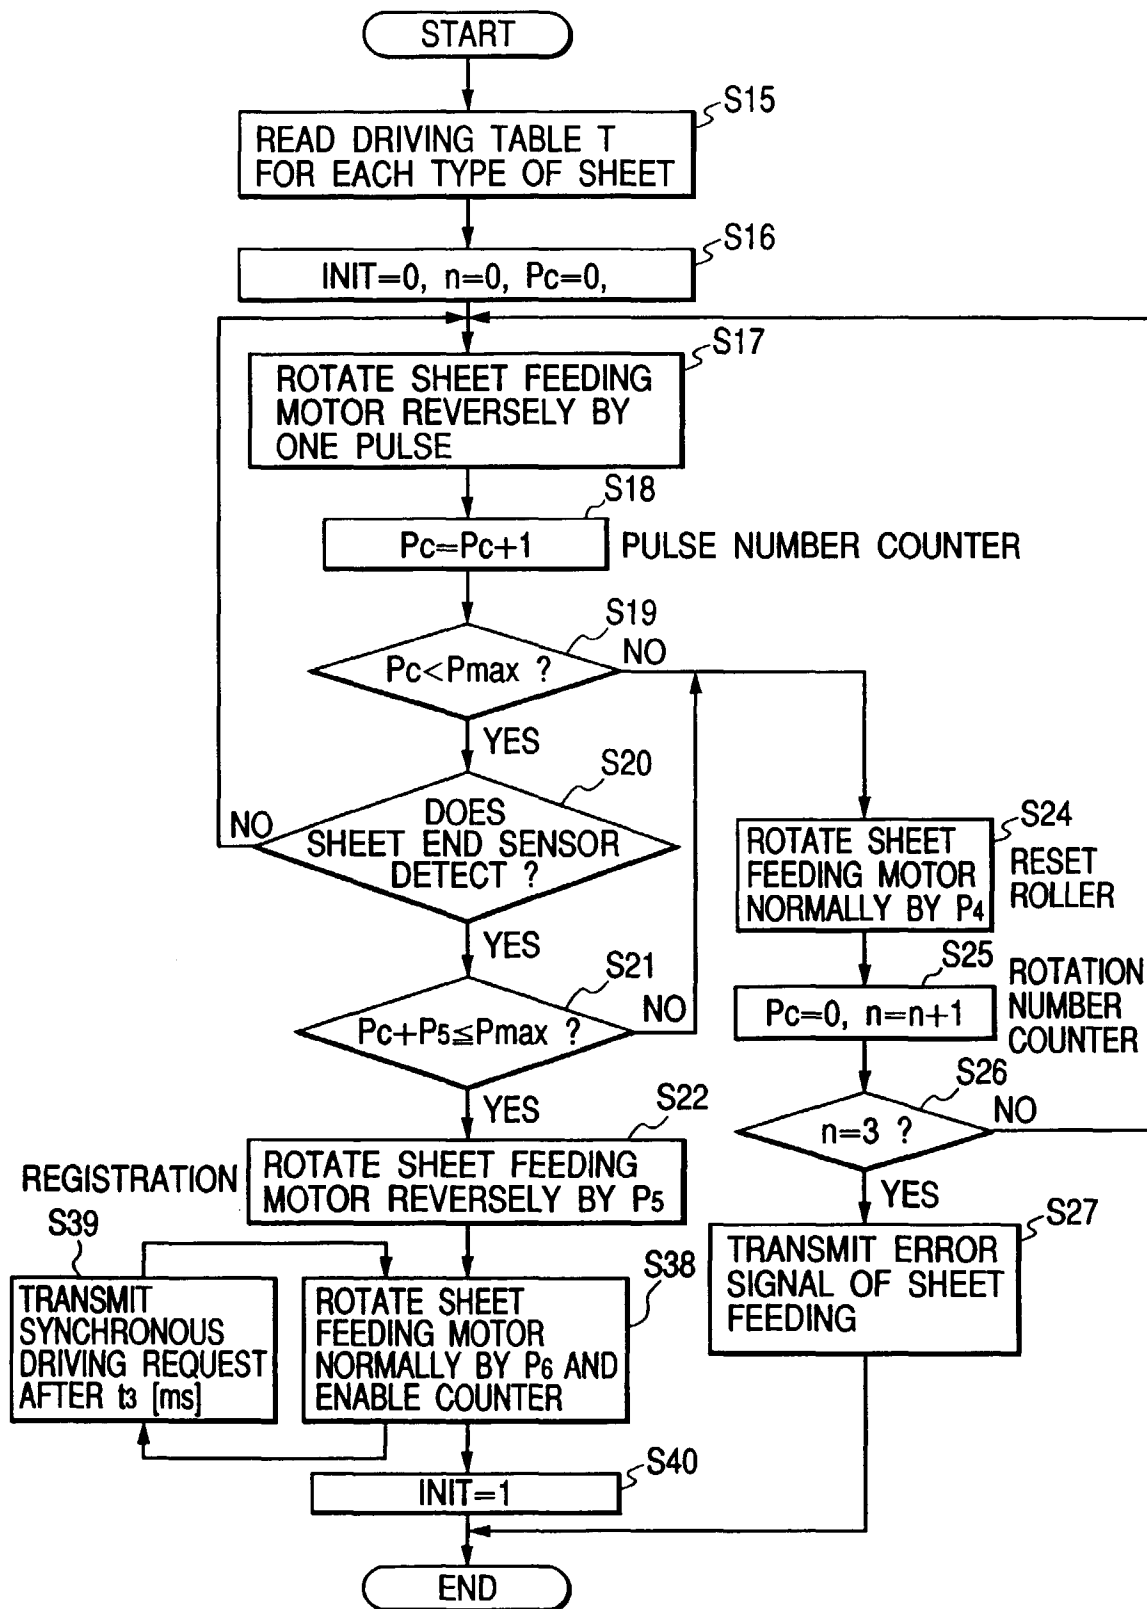 START
S15
READ DRIVING TABLE T
FOR EACH TYPE OF SHEET
S16
INIT=0, n=0, Pc=0,
S17
ROTATE SHEET FEEDING
MOTOR REVERSELY BY
ONE PULSE
S18
Pc=Pc+1
PULSE NUMBER COUNTER
S19
Pc<Pmax ?
NO
YES
S20
DOES
SHEET END SENSOR
DETECT ?
NO
YES
S21
Pc+P5≦Pmax ?
NO
YES
S22
REGISTRATION
ROTATE SHEET FEEDING
MOTOR REVERSELY BY P5
S39
TRANSMIT
SYNCHRONOUS
DRIVING REQUEST
AFTER t3 [ms]
S38
ROTATE SHEET
FEEDING MOTOR
NORMALLY BY P6 AND
ENABLE COUNTER
S40
INIT=1
END
S24
ROTATE SHEET
FEEDING MOTOR
NORMALLY BY P4
RESET
ROLLER
S25
Pc=0, n=n+1
ROTATION
NUMBER
COUNTER
S26
n=3 ?
NO
YES
S27
TRANSMIT ERROR
SIGNAL OF SHEET
FEEDING